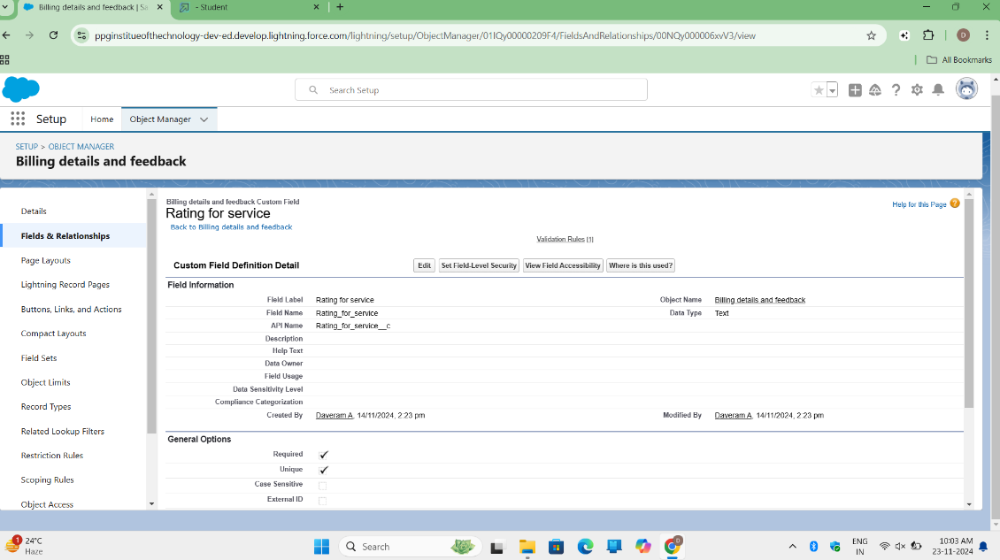 Billing details and feedback | Sa
- Student
ppginstitueofthetechnology-dev-ed.develop.lightning.force.com/lightning/setup/ObjectManager/01IQy00000209F4/FieldsAndRelationships/00NQy000006xvV3/view
D
All Bookmarks
Search Setup
Setup
Home
Object Manager
SETUP > OBJECT MANAGER
Billing details and feedback
Details
Fields & Relationships
Page Layouts
Lightning Record Pages
Buttons, Links, and Actions
Compact Layouts
Field Sets
Object Limits
Record Types
Related Lookup Filters
Restriction Rules
Scoping Rules
Object Access
Billing details and feedback Custom Field
Rating for service
Back to Billing details and feedback
Help for this Page ?
Validation Rules [1]
Custom Field Definition Detail
Edit Set Field-Level Security View Field Accessibility Where is this used?
Field Information
Field Label Rating for service Object Name Billing details and feedback
Field Name Rating_for_service Data Type Text
API Name Rating_for_service__c
Description
Help Text
Data Owner
Field Usage
Data Sensitivity Level
Compliance Categorization
Created By Daveram A, 14/11/2024, 2:23 pm Modified By Daveram A, 14/11/2024, 2:23 pm
General Options
Required
Unique
Case Sensitive
External ID
1
24°C
Haze
Search
D
ENG
IN
10:03 AM
23-11-2024